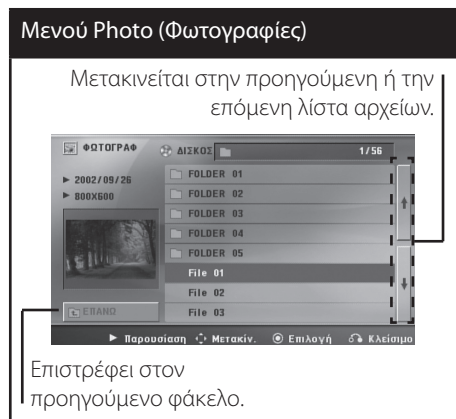 Μενού Photo (Φωτογραφίες)
Μετακινείται στην προηγούμενη ή την
επόμενη λίστα αρχείων.
ΦΩΤΟΓΡΑΦ
ΔΙΣΚΟΣ
1/56
2002/09/26
800X600
FOLDER 01
FOLDER 02
FOLDER 03
FOLDER 04
FOLDER 05
File 01
File 02
File 03
ΕΠΑΝΩ
Παρουσίαση Μετακίν. Επιλογή Κλείσιμο
Επιστρέφει στον
προηγούμενο φάκελο.